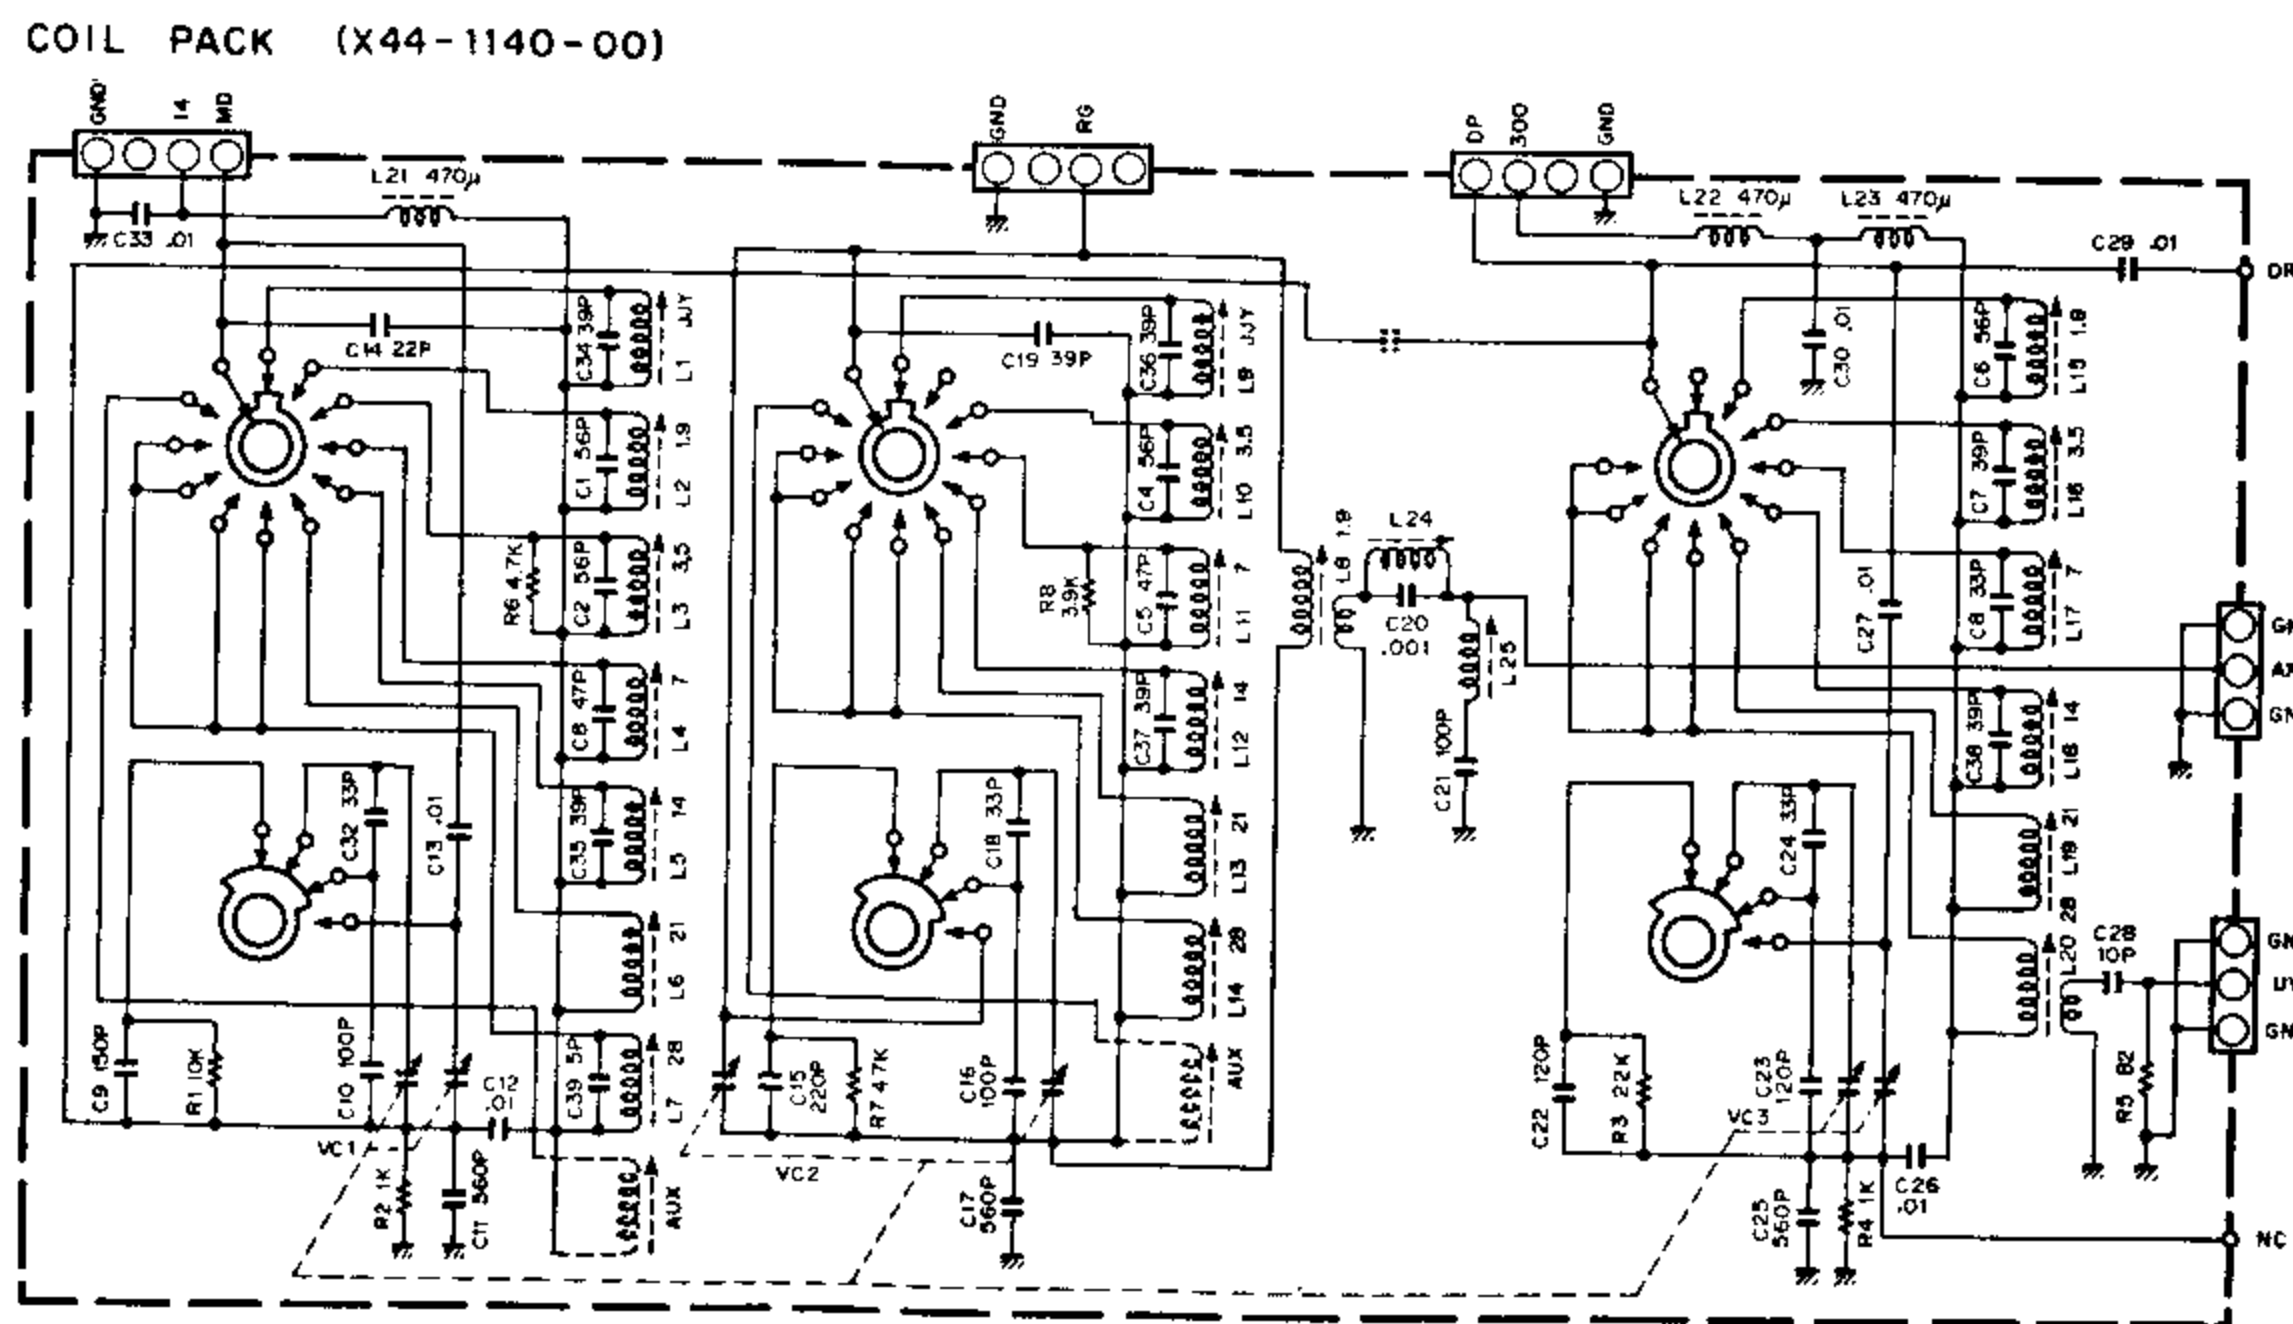 COIL PACK (X44-1140-00)
GND 14 MD
GND RG
DP 300 GND
L21 470µ
L22 470µ
L23 470µ
C33 .01
C29 .01
C14 22P
C34 39P
L1 JJY
C19 39P
C36 39P
L9 JJY
C30 .01
C6 56P
L15 1.9
C1 56P
L2 1.9
C4 56P
L10 3.5
C7 39P
L16 3.5
R6 4.7K
C2 56P
L3 3.5
R8 3.9K
C5 47P
L11 7
L8 1.9
L24
C20 .001
L25
C27 .01
C8 33P
L17 7
C8 47P
L4 7
C37 39P
L12 14
C21 100P
C38 39P
L18 14
C32 33P
C13 .01
C35 39P
L5 14
C18 33P
L13 21
C24 33P
L19 21
L6 21
L14 28
L20 28
C28 10P
C9 150P
R1 10K
C10 100P
C12 .01
C39 5P
L7 28
C15 220P
R7 47K
C16 100P
AUX
C22 120P
R3 22K
C23 120P
R5 82
VC1
VC2
VC3
R2 1K
C11 560P
AUX
C17 560P
C25 560P
R4 1K
C26 .01
NC